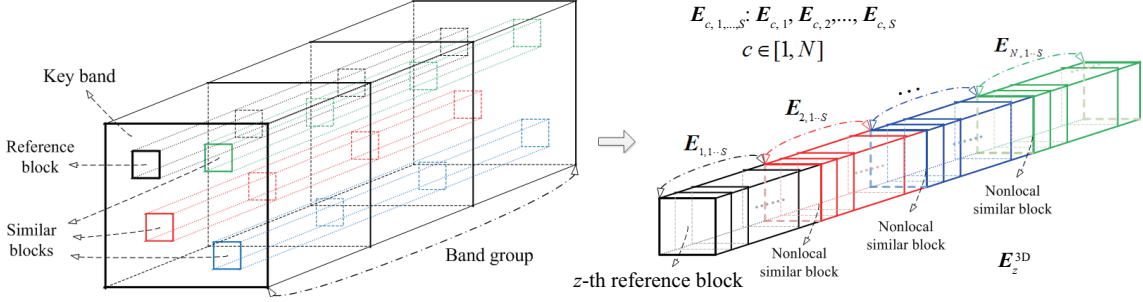 Key band
Reference
block
Similar
blocks
Band group
E_{c, 1,...,S}: E_{c, 1}, E_{c, 2},..., E_{c, S}
c ∈ [1, N]
E_{1,1··S}
E_{2,1··S}
...
E_{N,1··S}
z-th reference block
Nonlocal
similar block
Nonlocal
similar block
Nonlocal
similar block
E_z^{3D}